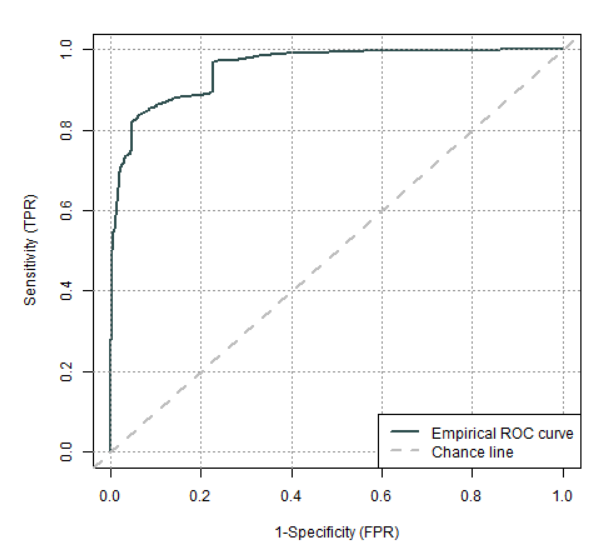 1.0
0.8
0.6
0.4
0.2
0.0
Sensitivity (TPR)
Empirical ROC curve
Chance line
0.0 0.2 0.4 0.6 0.8 1.0
1-Specificity (FPR)